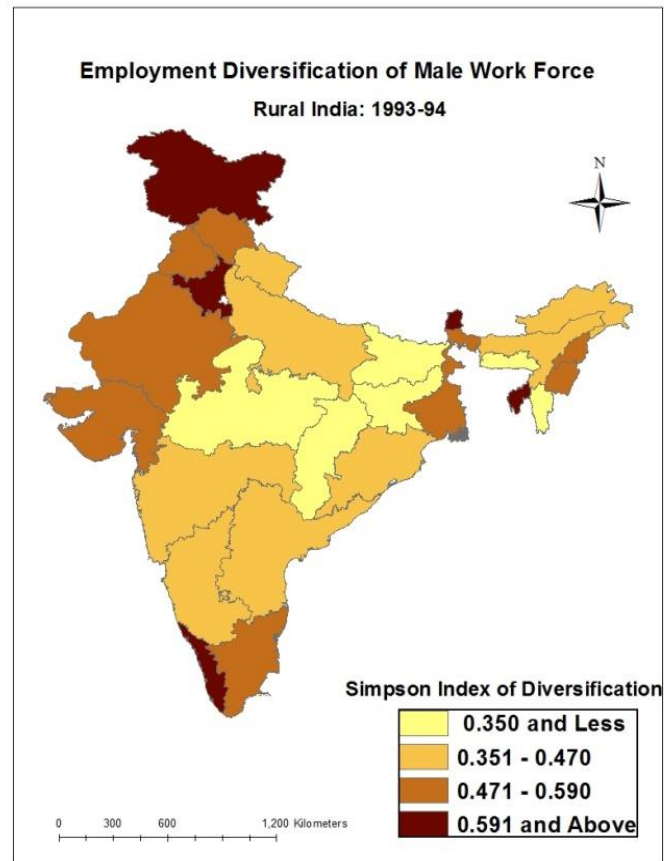 Employment Diversification of Male Work Force
Rural India: 1993-94
N
Simpson Index of Diversification
0.350 and Less
0.351 - 0.470
0.471 - 0.590
0.591 and Above
0 300 600 1,200 Kilometers